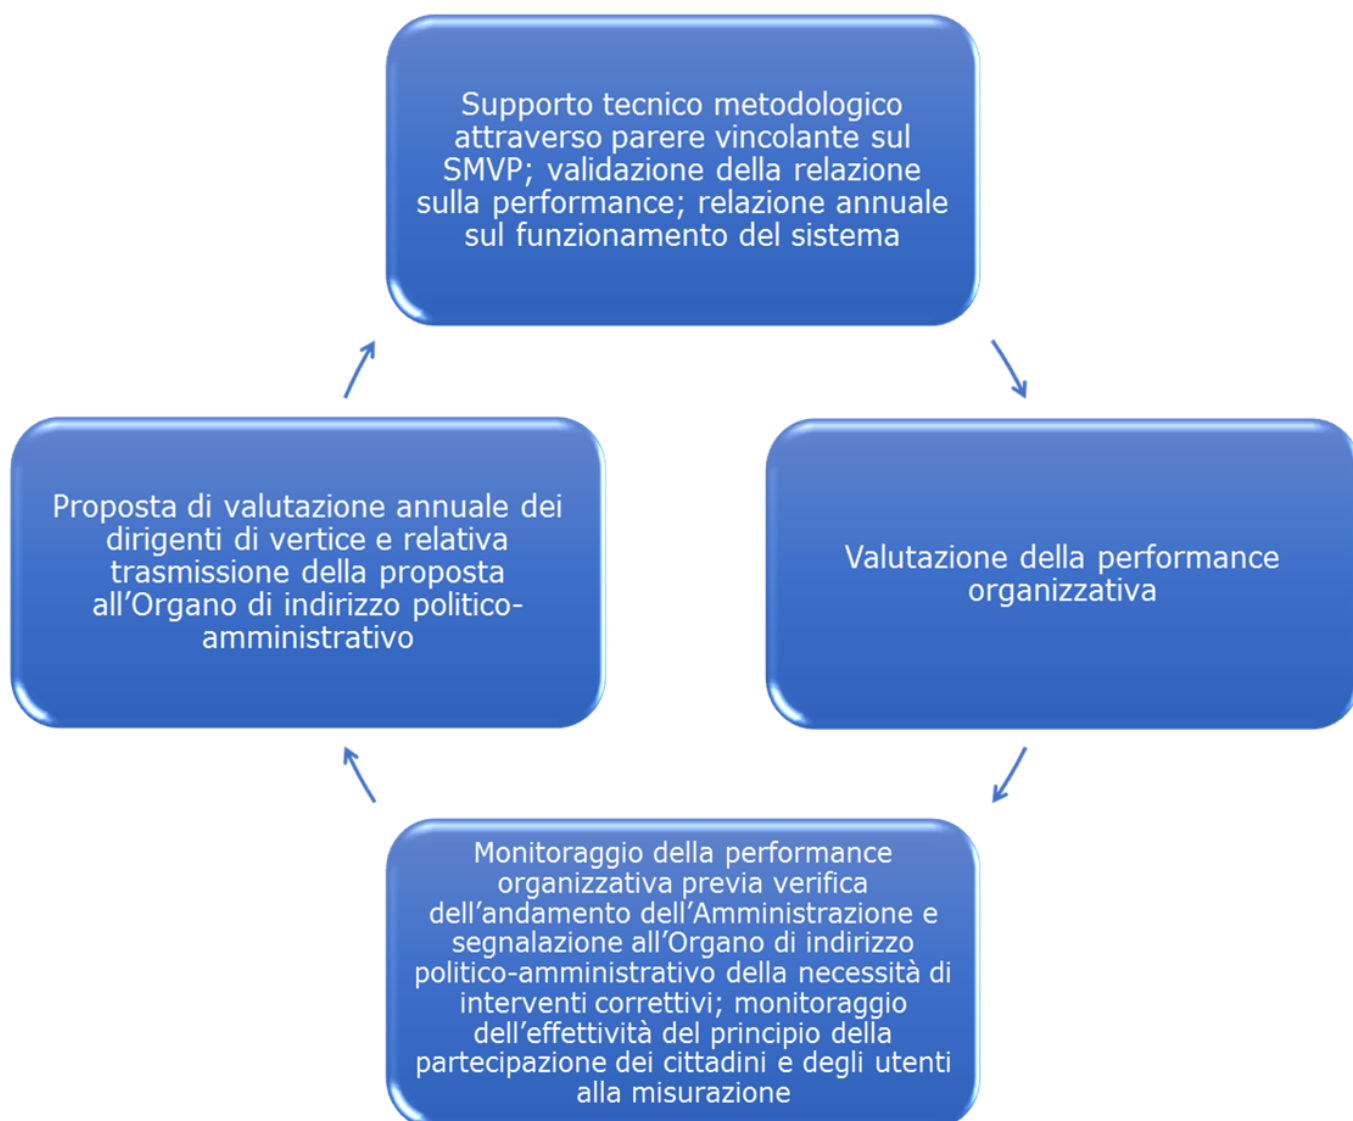 Supporto tecnico metodologico
attraverso parere vincolante sul
SMVP; validazione della relazione
sulla performance; relazione annuale
sul funzionamento del sistema
Proposta di valutazione annuale dei
dirigenti di vertice e relativa
trasmissione della proposta
all’Organo di indirizzo politico-
amministrativo
Valutazione della performance
organizzativa
Monitoraggio della performance
organizzativa previa verifica
dell’andamento dell’Amministrazione e
segnalazione all’Organo di indirizzo
politico-amministrativo della necessità di
interventi correttivi; monitoraggio
dell’effettività del principio della
partecipazione dei cittadini e degli utenti
alla misurazione